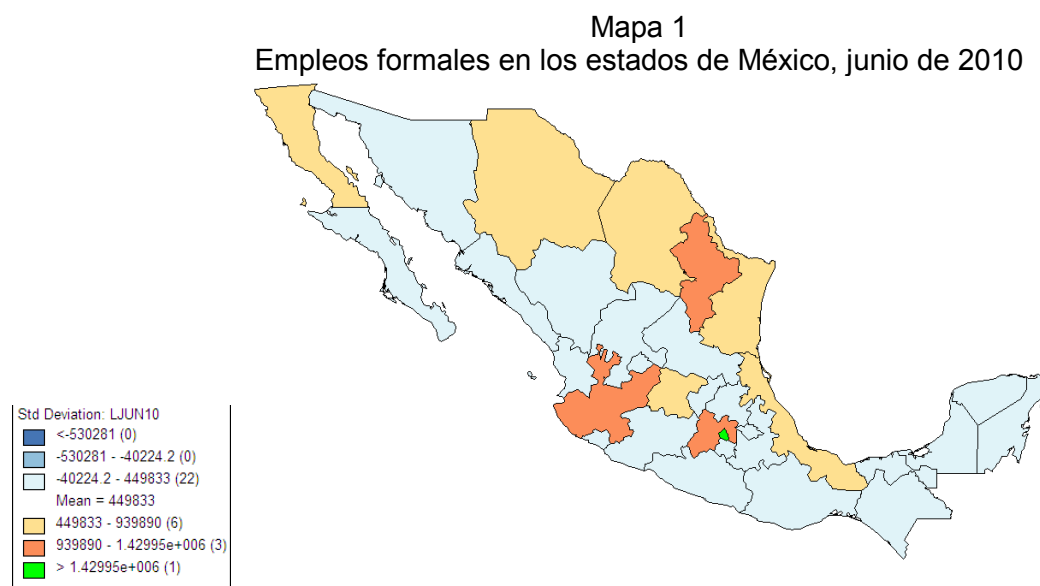 Mapa 1
Empleos formales en los estados de México, junio de 2010
Std Deviation: LJUN10
<-530281 (0)
-530281 - -40224.2 (0)
-40224.2 - 449833 (22)
Mean = 449833
449833 - 939890 (6)
939890 - 1.42995e+006 (3)
> 1.42995e+006 (1)